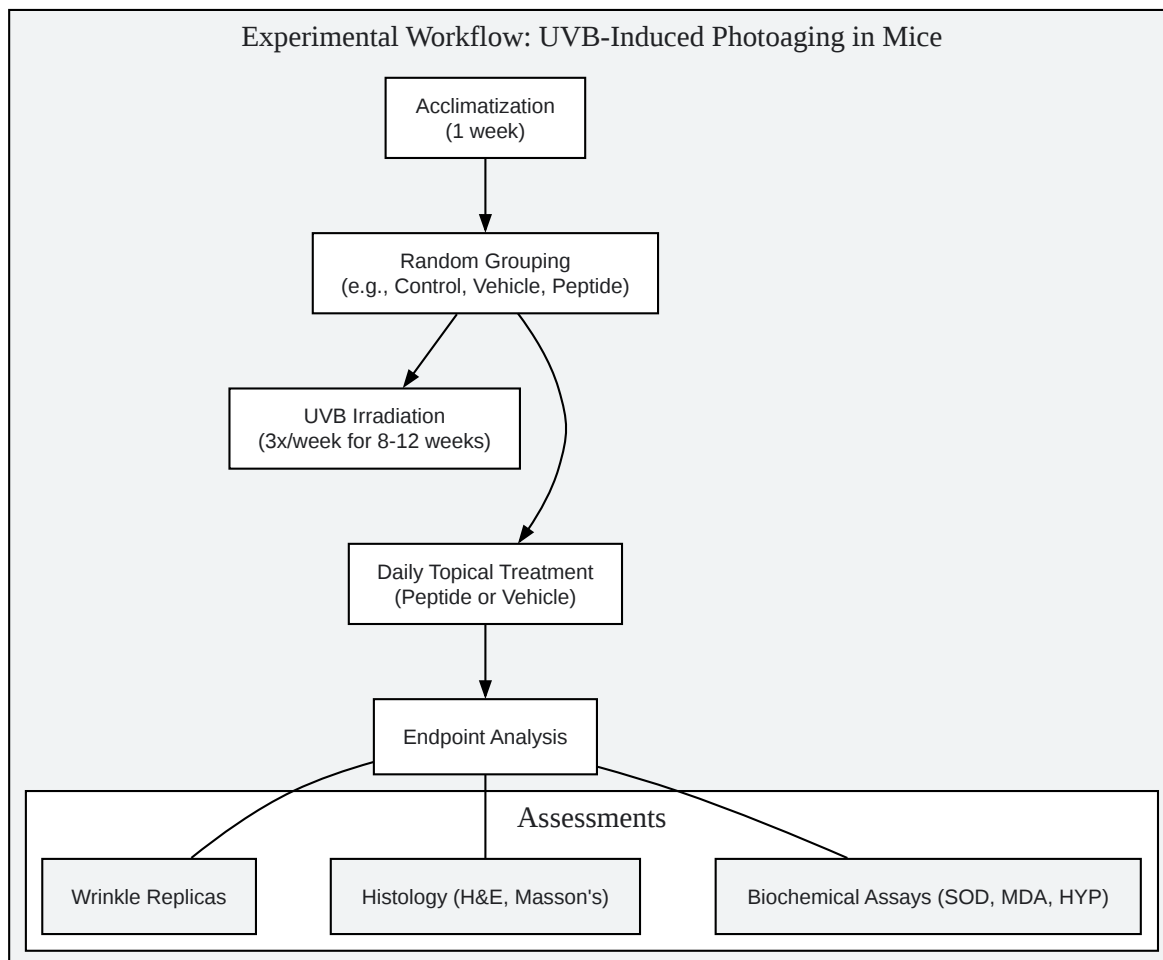 Experimental Workflow: UVB-Induced Photoaging in Mice
Acclimatization
(1 week)
Random Grouping
(e.g., Control, Vehicle, Peptide)
UVB Irradiation
(3x/week for 8-12 weeks)
Daily Topical Treatment
(Peptide or Vehicle)
Endpoint Analysis
Assessments
Wrinkle Replicas
Histology (H&E, Masson's)
Biochemical Assays (SOD, MDA, HYP)